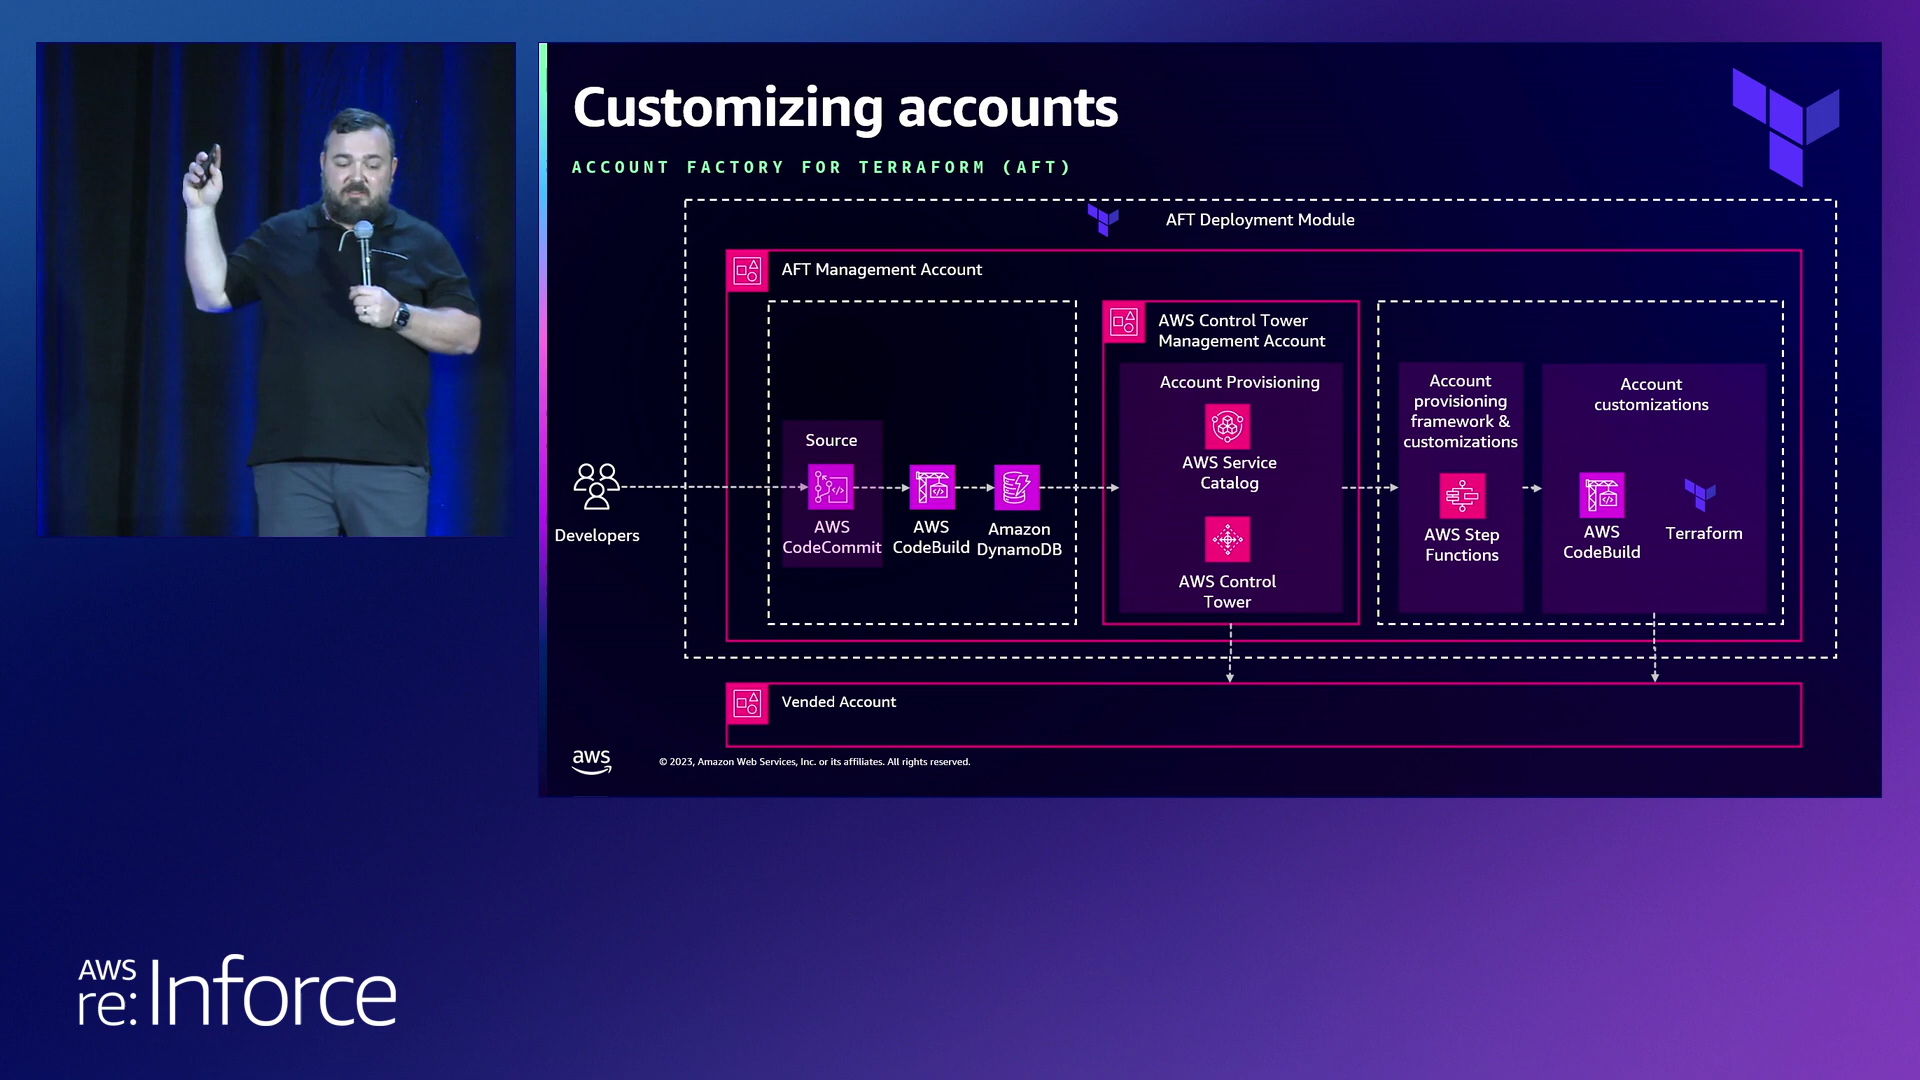 Customizing accounts
ACCOUNT FACTORY FOR TERRAFORM (AFT)
AFT Deployment Module
AFT Management Account
AWS Control Tower
Management Account
Account Provisioning
Account
provisioning
framework &
customizations
Account
customizations
Source
AWS Service
Catalog
Developers
AWS
CodeCommit
AWS
CodeBuild
Amazon
DynamoDB
AWS Control
Tower
AWS Step
Functions
AWS
CodeBuild
Terraform
Vended Account
aws
© 2023, Amazon Web Services, Inc. or its affiliates. All rights reserved.
AWS
re:Inforce